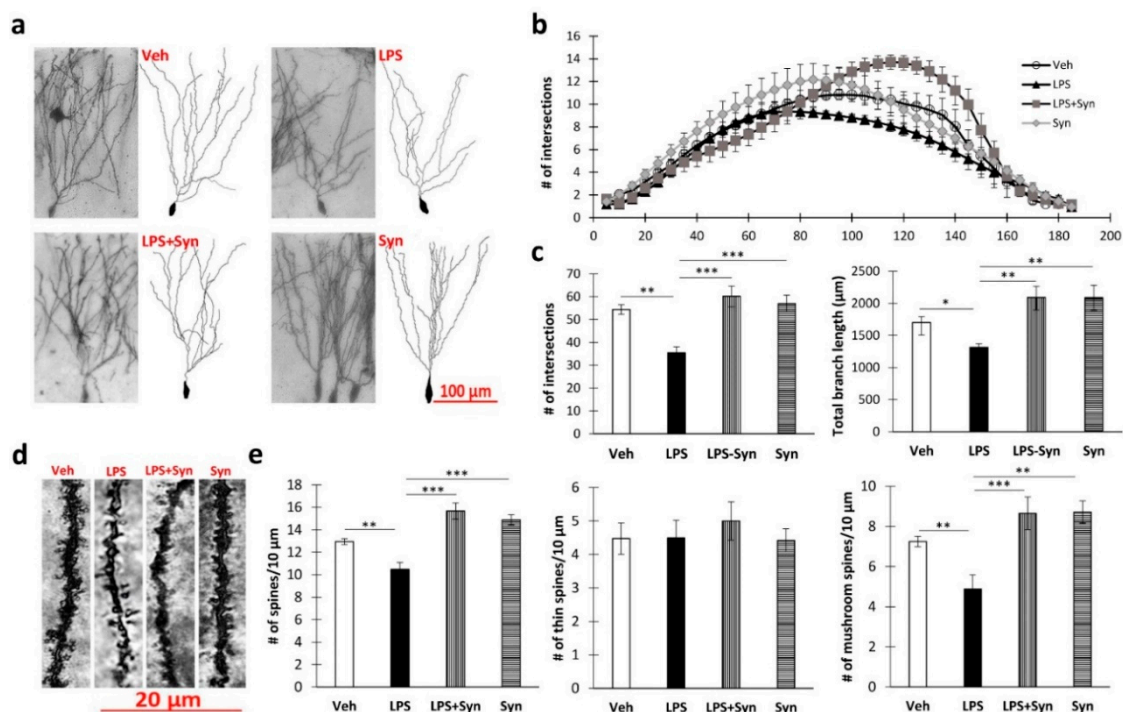 a
Veh
LPS
LPS+Syn
Syn
100 µm
b
# of intersections
16
14
12
10
8
6
4
2
0
0 20 40 60 80 100 120 140 160 180 200
Veh
LPS
LPS+Syn
Syn
c
# of intersections
60
50
40
30
20
10
0
**
***
***
Veh LPS LPS-Syn Syn
Total branch length (µm)
2500
2000
1500
1000
500
0
*
**
**
Veh LPS LPS-Syn Syn
d
Veh LPS LPS+Syn Syn
20 µm
e
# of spines/10 µm
18
16
14
12
10
8
6
4
2
0
**
***
***
Veh LPS LPS+Syn Syn
# of thin spines/10 µm
6
5
4
3
2
1
0
Veh LPS LPS+Syn Syn
# of mushroom spines/10 µm
10
8
6
4
2
0
**
***
**
Veh LPS LPS+Syn Syn